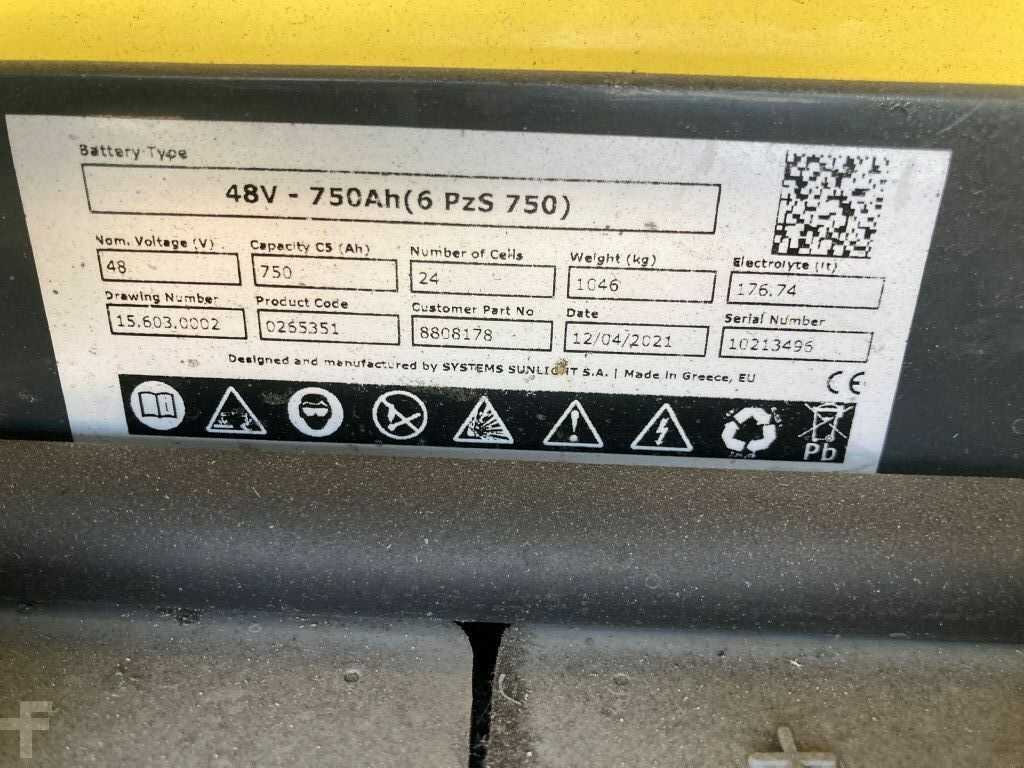 Battery Type
48V - 750Ah(6 PzS 750)
Nom. Voltage (V) Capacity C5 (Ah) Number of Cells Weight (kg) Electrolyte (lt)
48 750 24 1046 176.74
Drawing Number Product Code Customer Part No Date Serial Number
15.603.0002 0265351 8808178 12/04/2021 10213496
Designed and manufactured by SYSTEMS SUNLIGHT S.A. | Made in Greece, EU
CE
Pb
F